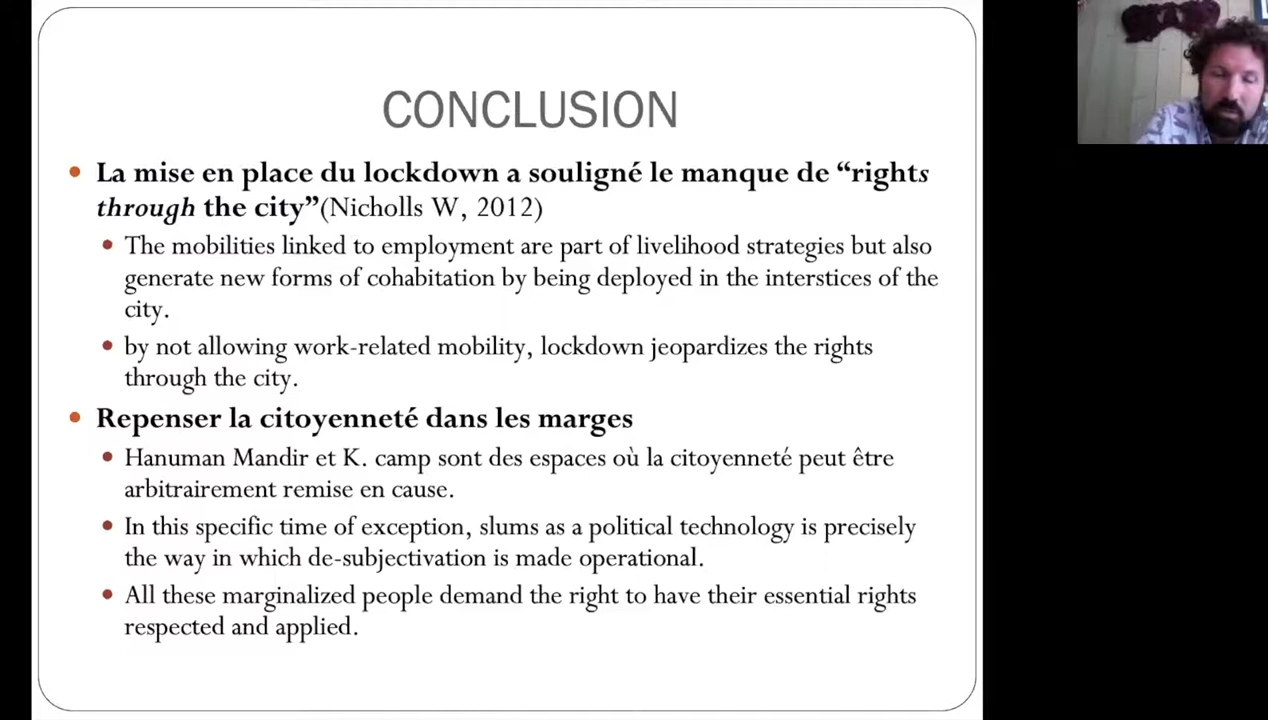 CONCLUSION
La mise en place du lockdown a souligné le manque de “rights
through the city”(Nicholls W, 2012)
The mobilities linked to employment are part of livelihood strategies but also
generate new forms of cohabitation by being deployed in the interstices of the
city.
by not allowing work-related mobility, lockdown jeopardizes the rights
through the city.
Repenser la citoyenneté dans les marges
Hanuman Mandir et K. camp sont des espaces où la citoyenneté peut être
arbitrairement remise en cause.
In this specific time of exception, slums as a political technology is precisely
the way in which de-subjectivation is made operational.
All these marginalized people demand the right to have their essential rights
respected and applied.